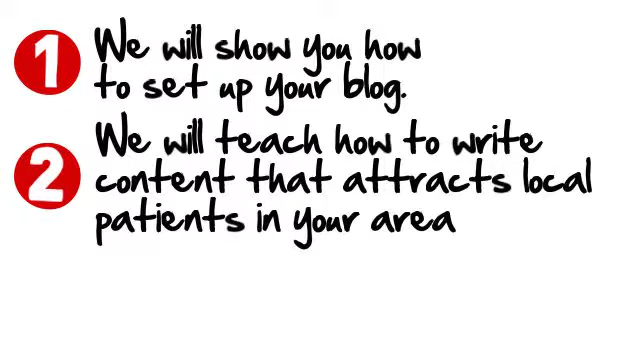 1 We will show you how
to set up your blog.
2 We will teach how to write
content that attracts local
patients in your area